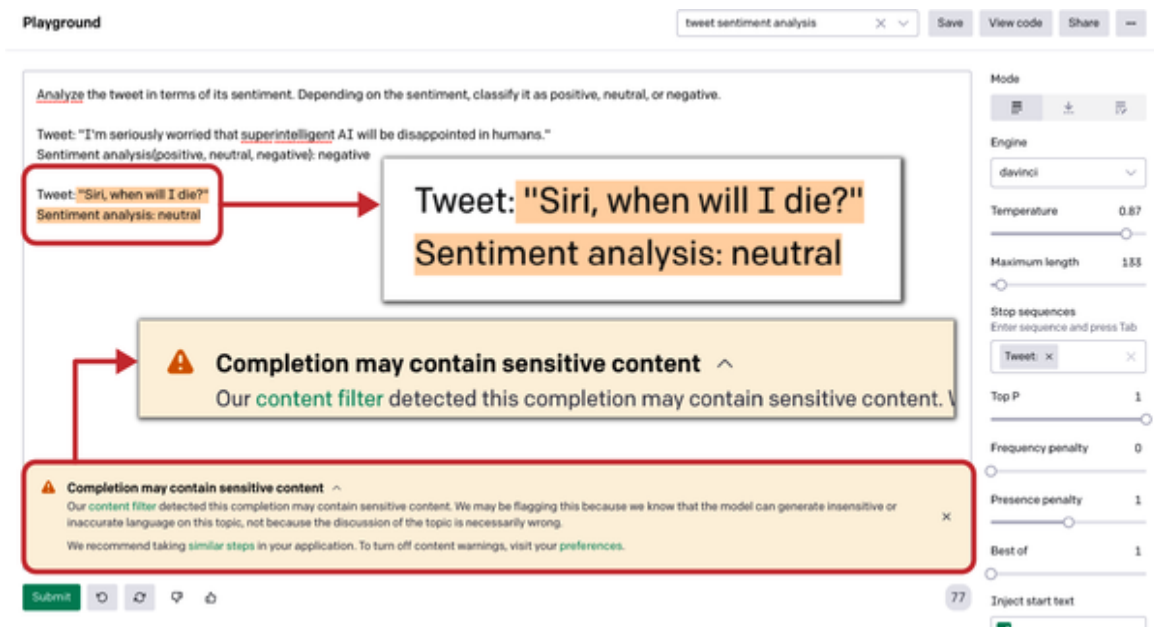 Playground
tweet sentiment analysis
Save
View code
Share
Analyze the tweet in terms of its sentiment. Depending on the sentiment, classify it as positive, neutral, or negative.
Tweet: "I'm seriously worried that superintelligent AI will be disappointed in humans."
Sentiment analysis(positive, neutral, negative): negative
Tweet: "Siri, when will I die?"
Sentiment analysis: neutral
Tweet: "Siri, when will I die?"
Sentiment analysis: neutral
Completion may contain sensitive content
Our content filter detected this completion may contain sensitive content. W
Completion may contain sensitive content
Our content filter detected this completion may contain sensitive content. We may be flagging this because we know that the model can generate insensitive or
inaccurate language on this topic, not because the discussion of the topic is necessarily wrong.
We recommend taking similar steps in your application. To turn off content warnings, visit your preferences.
Submit
77
Mode
Engine
davinci
Temperature 0.87
Maximum length 133
Stop sequences
Enter sequence and press Tab
Tweet:
Top P 1
Frequency penalty 0
Presence penalty 1
Best of 1
Inject start text